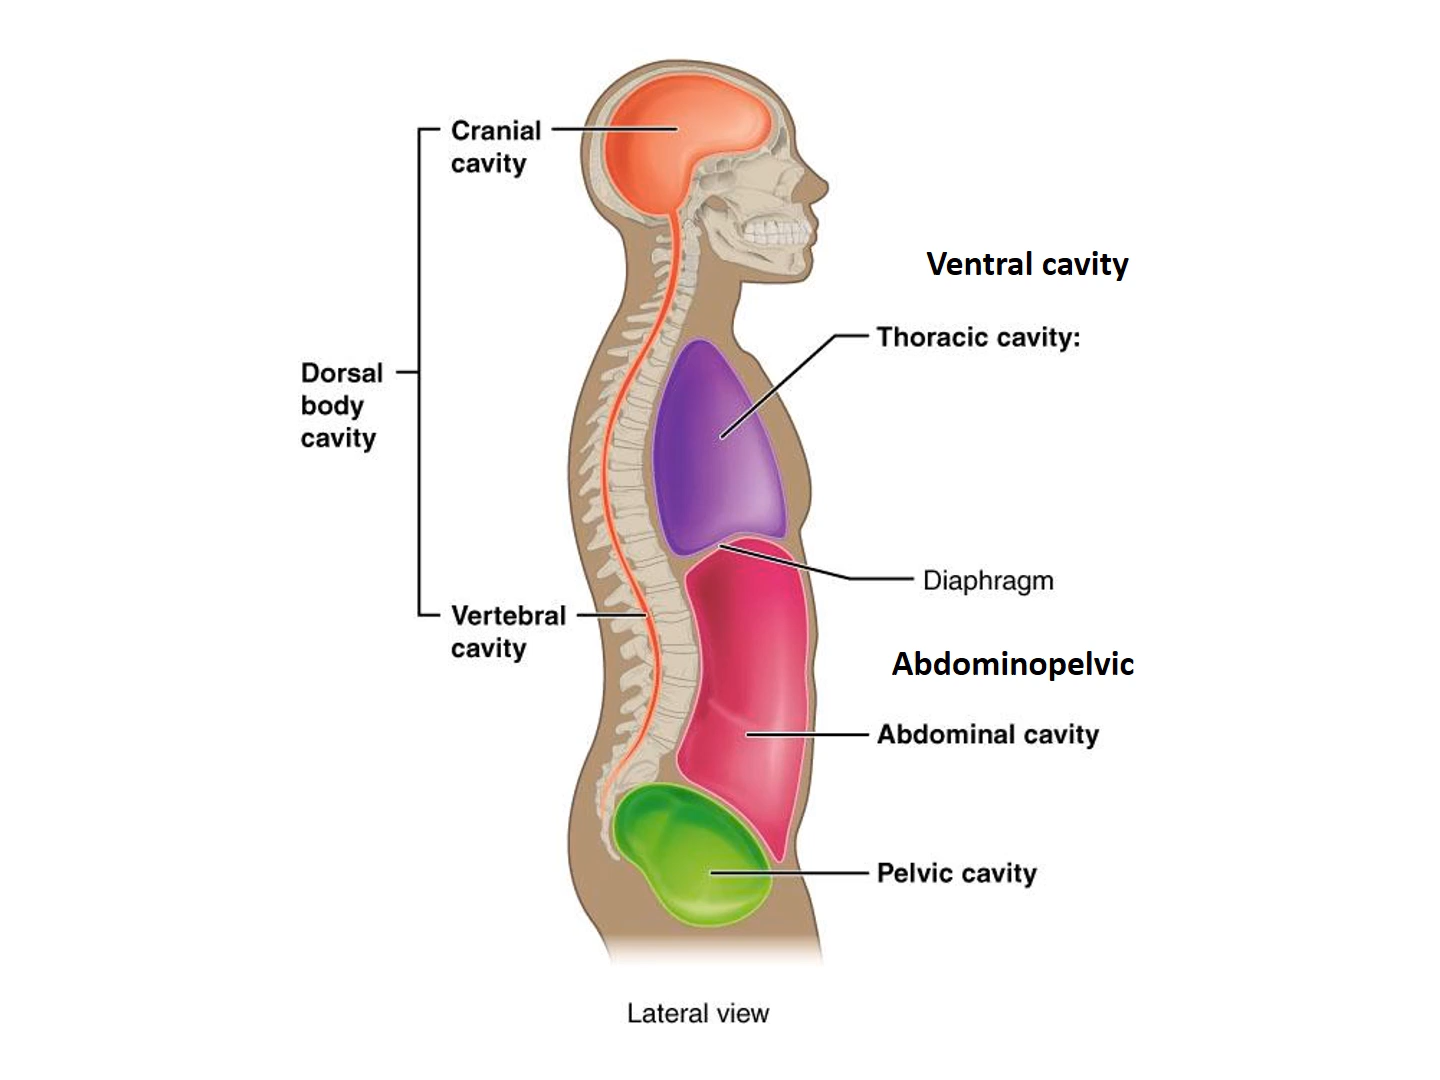 Cranial
cavity
Dorsal
body
cavity
Vertebral
cavity
Ventral cavity
Thoracic cavity:
Diaphragm
Abdominopelvic
Abdominal cavity
Pelvic cavity
Lateral view